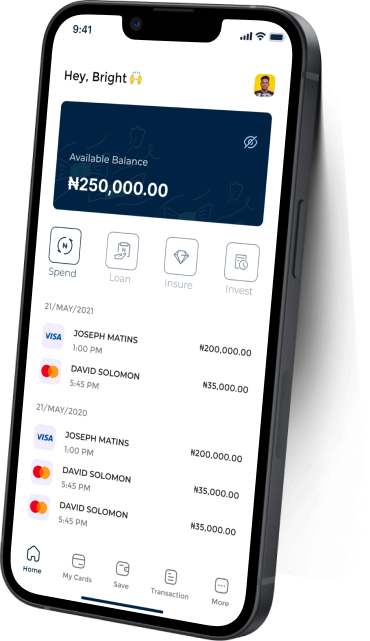 9:41
Hey, Bright 🙌
Available Balance
₦250,000.00
N
Spend
Loan
Insure
Invest
21/MAY/2021
VISA JOSEPH MATINS ₦200,000.00
1:00 PM
DAVID SOLOMON ₦35,000.00
5:45 PM
21/MAY/2020
VISA JOSEPH MATINS ₦200,000.00
1:00 PM
DAVID SOLOMON ₦35,000.00
5:45 PM
DAVID SOLOMON ₦35,000.00
5:45 PM
Home
My Cards
Save
Transaction
More